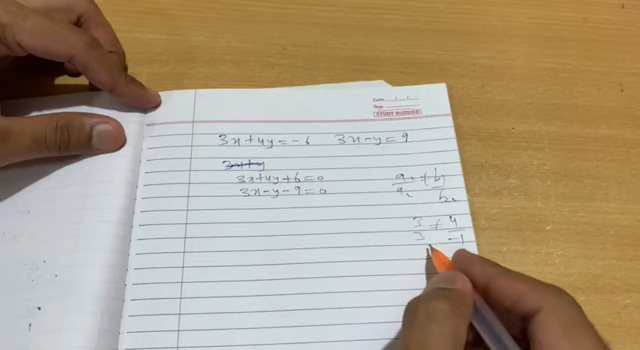 Date
Page
STUDY BUDDIES
3x+4y=-6 3x-y=9
3x+4y+6=0
3x-y-9=0
a₁/a₂ ≠ b₁/b₂
3/3 ≠ 4/-1